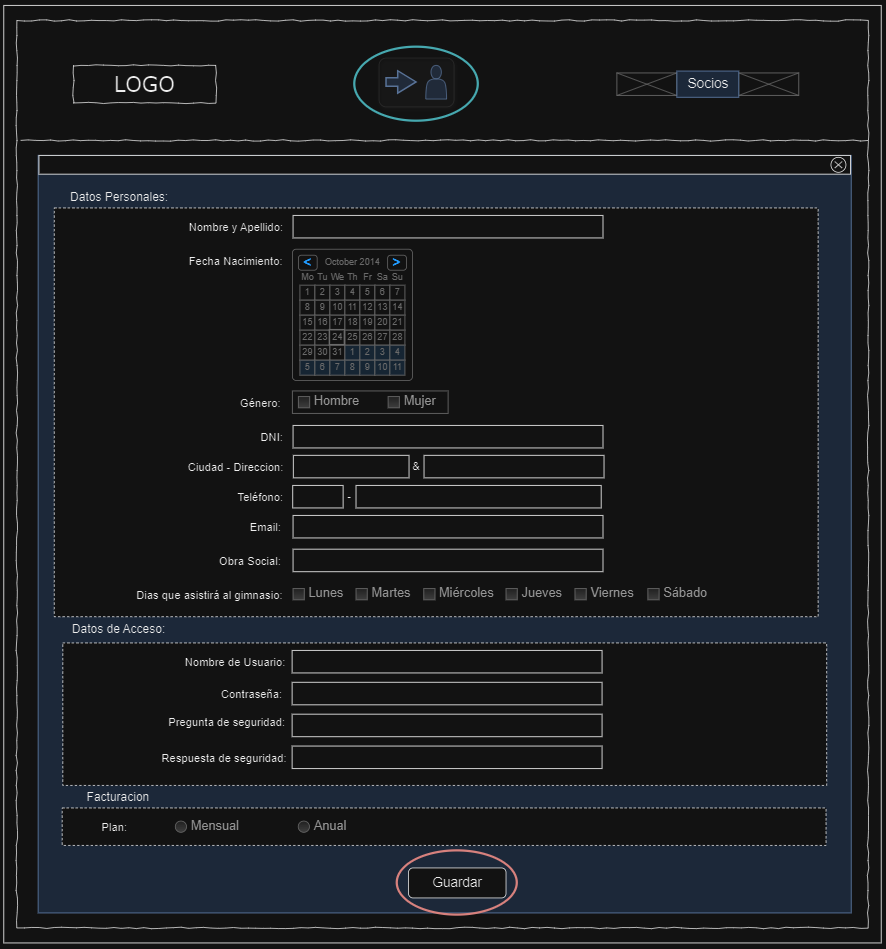 LOGO
Socios
Datos Personales:
Nombre y Apellido:
Fecha Nacimiento:
< October 2014 >
Mo Tu We Th Fr Sa Su
1 2 3 4 5 6 7
8 9 10 11 12 13 14
15 16 17 18 19 20 21
22 23 24 25 26 27 28
29 30 31 1 2 3 4
5 6 7 8 9 10 11
Género: Hombre Mujer
DNI:
Ciudad - Direccion: &
Teléfono: -
Email:
Obra Social:
Dias que asistirá al gimnasio: Lunes Martes Miércoles Jueves Viernes Sábado
Datos de Acceso:
Nombre de Usuario:
Contraseña:
Pregunta de seguridad:
Respuesta de seguridad:
Facturacion
Plan: Mensual Anual
Guardar